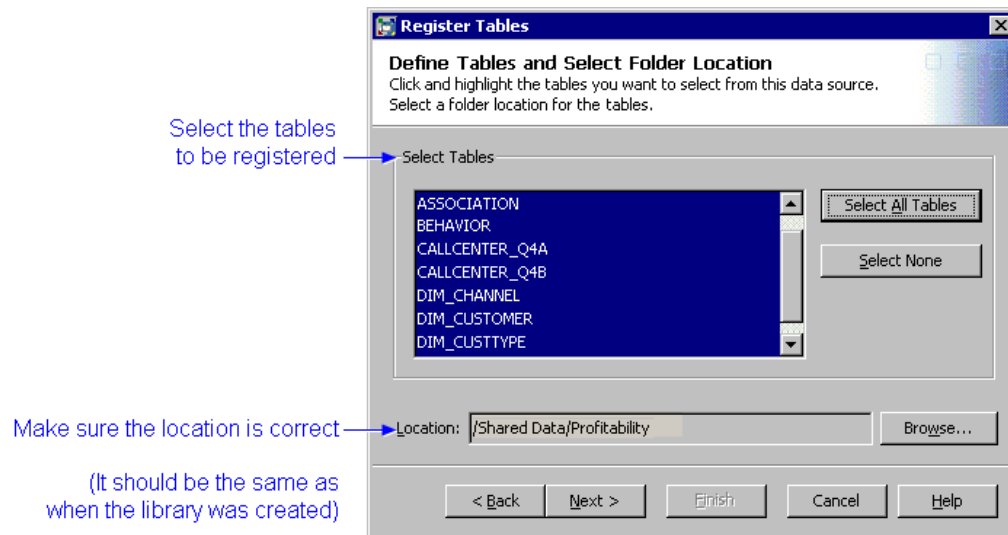 Register Tables
Define Tables and Select Folder Location
Click and highlight the tables you want to select from this data source.
Select a folder location for the tables.
Select the tables
to be registered
Select Tables
ASSOCIATION
BEHAVIOR
CALLCENTER_Q4A
CALLCENTER_Q4B
DIM_CHANNEL
DIM_CUSTOMER
DIM_CUSTTYPE
Select All Tables
Select None
Make sure the location is correct
Location: /Shared Data/Profitability Browse...
(It should be the same as
when the library was created)
< Back Next > Finish Cancel Help